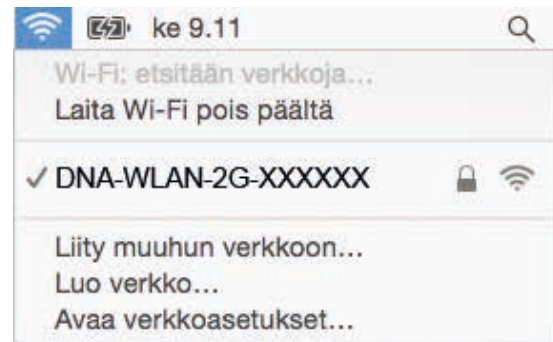 ke 9.11
Wi-Fi: etsitään verkkoja...
Laita Wi-Fi pois päältä
DNA-WLAN-2G-XXXXXX
Liity muuhun verkkoon...
Luo verkko...
Avaa verkkoasetukset...